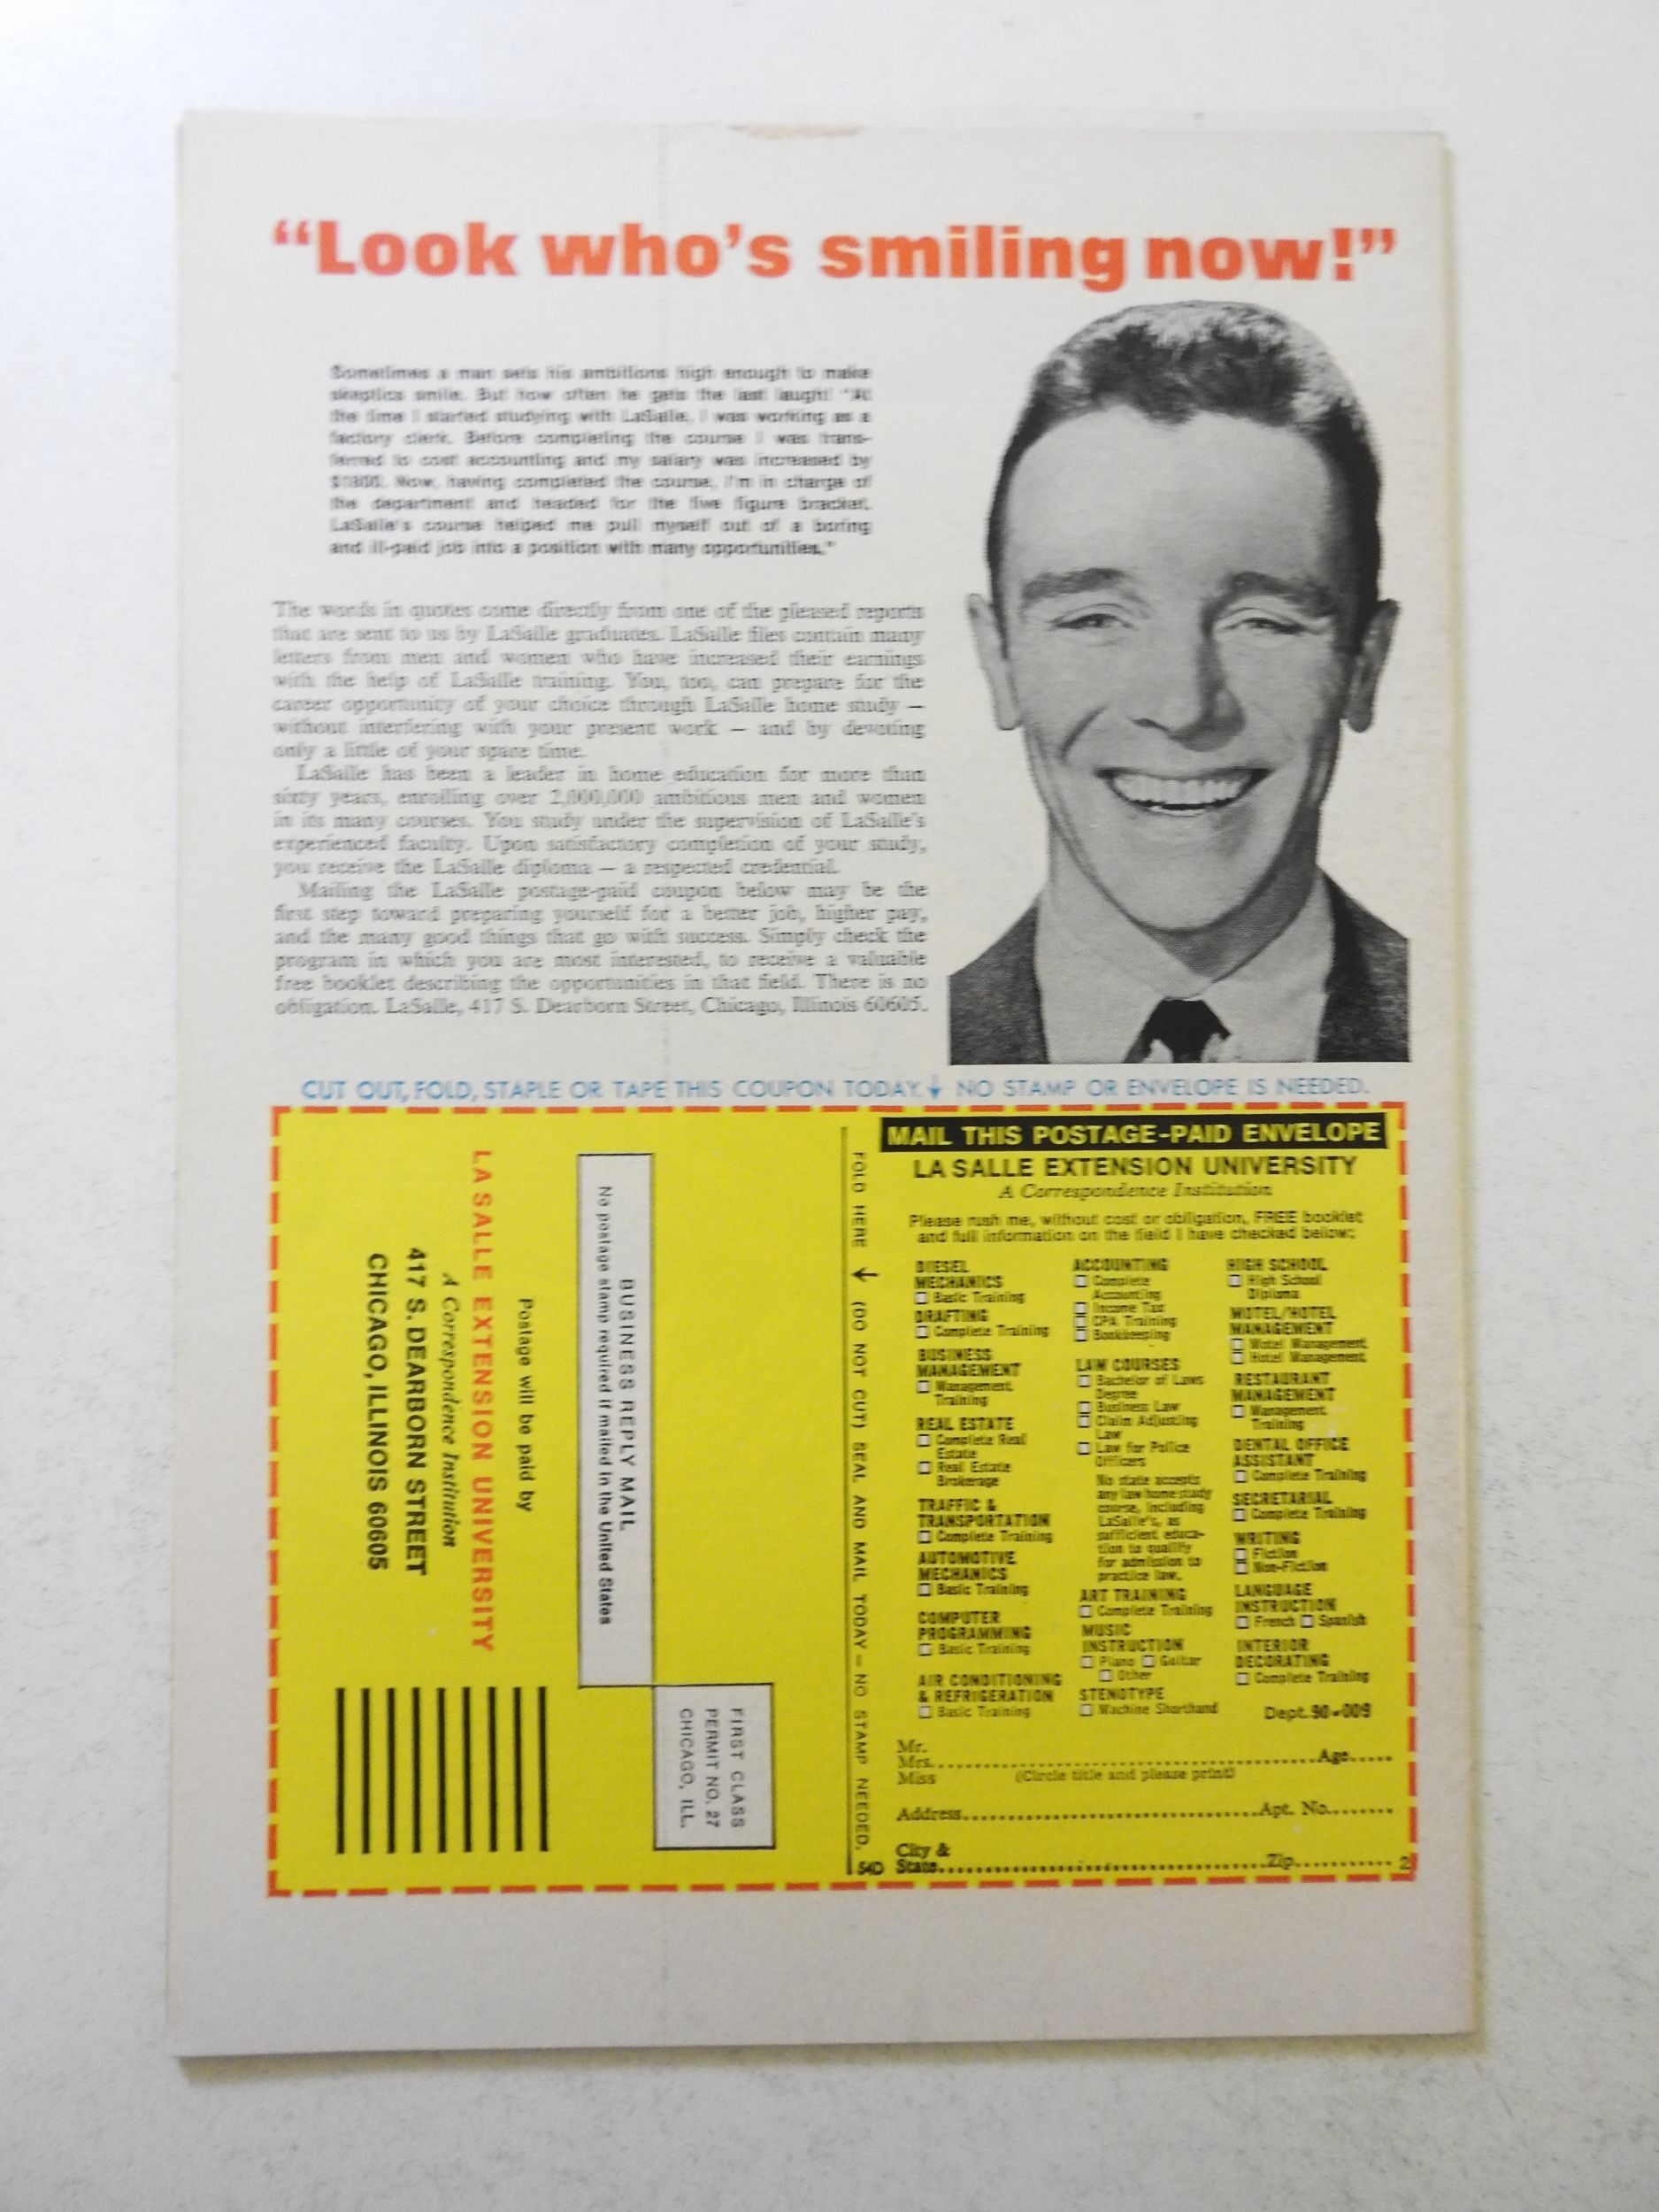 “Look who’s smiling now!”
Sometimes a man sets his ambitions high enough to make
skeptics smile. But how often he gets the last laugh! “At
the time I started studying with LaSalle, I was working as a
factory clerk. Before completing the course I was trans-
ferred to cost accounting and my salary was increased by
$1800. Now, having completed the course, I’m in charge of
the department and headed for the five figure bracket.
LaSalle’s course helped me pull myself out of a boring
and ill-paid job into a position with many opportunities.”
The words in quotes come directly from one of the pleased reports
that are sent to us by LaSalle graduates. LaSalle files contain many
letters from men and women who have increased their earnings
with the help of LaSalle training. You, too, can prepare for the
career opportunity of your choice through LaSalle home study —
without interfering with your present work — and by devoting
only a little of your spare time.
LaSalle has been a leader in home education for more than
sixty years, enrolling over 2,000,000 ambitious men and women
in its many courses. You study under the supervision of LaSalle’s
experienced faculty. Upon satisfactory completion of your study,
you receive the LaSalle diploma — a respected credential.
Mailing the LaSalle postage-paid coupon below may be the
first step toward preparing yourself for a better job, higher pay,
and the many good things that go with success. Simply check the
program in which you are most interested, to receive a valuable
free booklet describing the opportunities in that field. There is no
obligation. LaSalle, 417 S. Dearborn Street, Chicago, Illinois 60605.
CUT OUT, FOLD, STAPLE OR TAPE THIS COUPON TODAY. ↓ NO STAMP OR ENVELOPE IS NEEDED.
FIRST CLASS
PERMIT NO. 27
CHICAGO, ILL.
BUSINESS REPLY MAIL
No postage stamp required if mailed in the United States
Postage will be paid by
LA SALLE EXTENSION UNIVERSITY
A Correspondence Institution
417 S. DEARBORN STREET
CHICAGO, ILLINOIS 60605
FOLD HERE → (DO NOT CUT) SEAL AND MAIL TODAY — NO STAMP NEEDED.
540
MAIL THIS POSTAGE-PAID ENVELOPE
LA SALLE EXTENSION UNIVERSITY
A Correspondence Institution
Please rush me, without cost or obligation, FREE booklet
and full information on the field I have checked below:
DIESEL
MECHANICS
☐ Basic Training
DRAFTING
☐ Complete Training
BUSINESS
MANAGEMENT
☐ Management
Training
REAL ESTATE
☐ Complete Real
Estate
☐ Real Estate
Brokerage
TRAFFIC &
TRANSPORTATION
☐ Complete Training
AUTOMOTIVE
MECHANICS
☐ Basic Training
COMPUTER
PROGRAMMING
☐ Basic Training
AIR CONDITIONING
& REFRIGERATION
☐ Basic Training
ACCOUNTING
☐ Complete
Accounting
☐ Income Tax
☐ CPA Training
☐ Bookkeeping
LAW COURSES
☐ Bachelor of Laws
Degree
☐ Business Law
☐ Claim Adjusting
Law
☐ Law for Police
Officers
No state accepts
any law home study
course, including
LaSalle’s, as
sufficient educa-
tion to qualify
for admission to
practice law.
ART TRAINING
☐ Complete Training
MUSIC
INSTRUCTION
☐ Piano ☐ Guitar
☐ Other
STENOTYPE
☐ Machine Shorthand
HIGH SCHOOL
☐ High School
Diploma
MOTEL/HOTEL
MANAGEMENT
☐ Motel Management
☐ Hotel Management
RESTAURANT
MANAGEMENT
☐ Management
Training
DENTAL OFFICE
ASSISTANT
☐ Complete Training
SECRETARIAL
☐ Complete Training
WRITING
☐ Fiction
☐ Non-Fiction
LANGUAGE
INSTRUCTION
☐ French ☐ Spanish
INTERIOR
DECORATING
☐ Complete Training
Dept. 90-009
Mr.
Mrs. Age
Miss (Circle title and please print)
Address Apt. No.
City &
State Zip 2